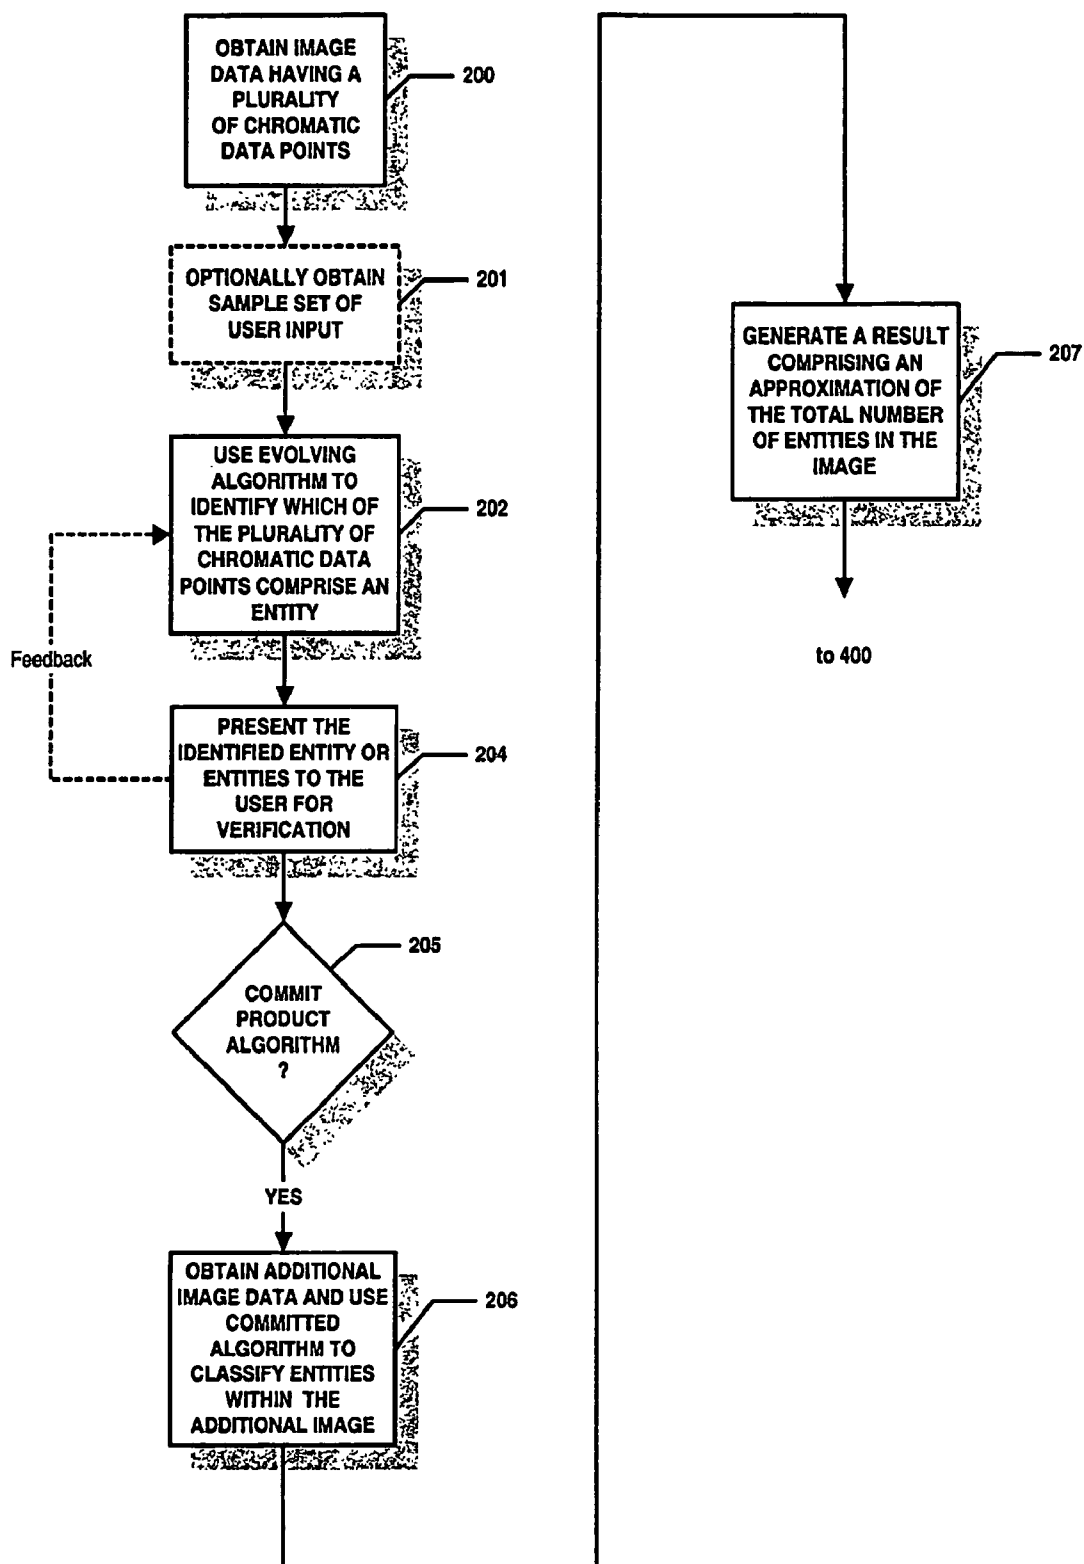 OBTAIN IMAGE
DATA HAVING A
PLURALITY
OF CHROMATIC
DATA POINTS
200
OPTIONALLY OBTAIN
SAMPLE SET OF
USER INPUT
201
USE EVOLVING
ALGORITHM TO
IDENTIFY WHICH OF
THE PLURALITY OF
CHROMATIC DATA
POINTS COMPRISE AN
ENTITY
202
Feedback
PRESENT THE
IDENTIFIED ENTITY OR
ENTITIES TO THE
USER FOR
VERIFICATION
204
COMMIT
PRODUCT
ALGORITHM
?
205
YES
OBTAIN ADDITIONAL
IMAGE DATA AND USE
COMMITTED
ALGORITHM TO
CLASSIFY ENTITIES
WITHIN THE
ADDITIONAL IMAGE
206
GENERATE A RESULT
COMPRISING AN
APPROXIMATION OF
THE TOTAL NUMBER
OF ENTITIES IN THE
IMAGE
207
to 400